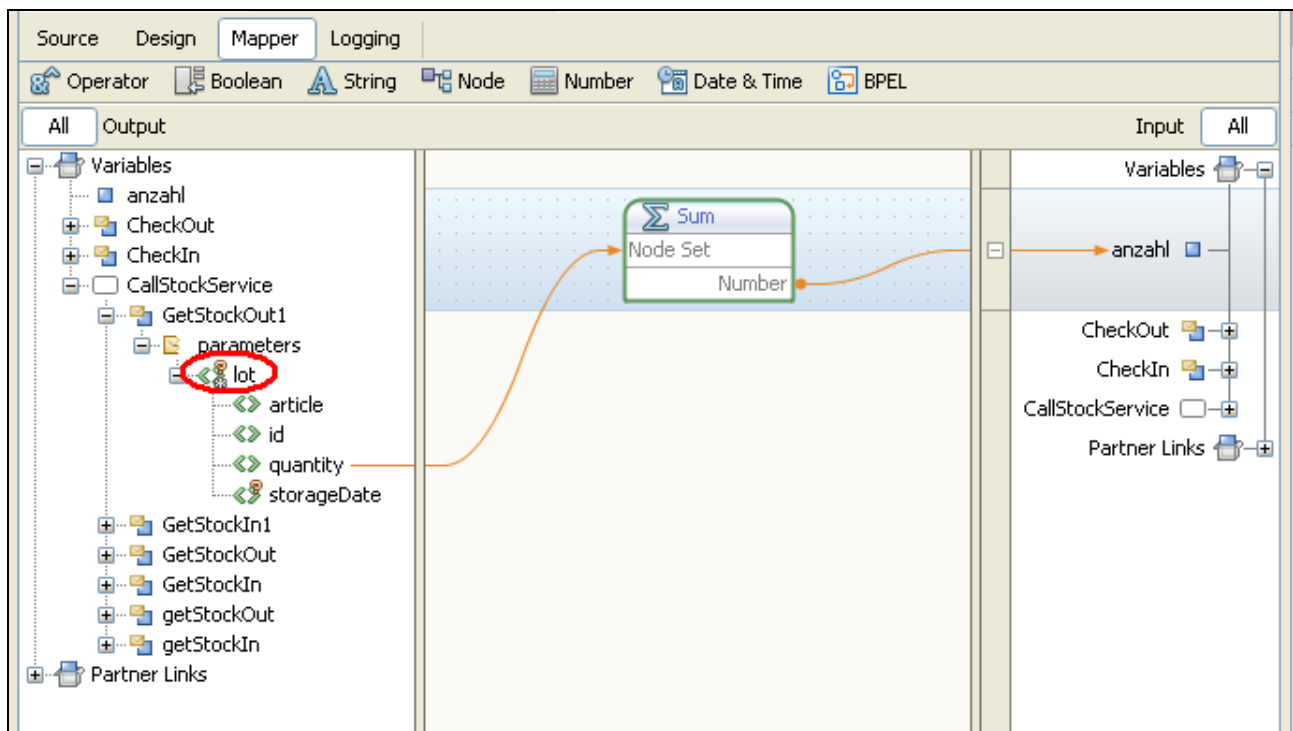 Source Design Mapper Logging
Operator Boolean String Node Number Date & Time BPEL
All Output Input All
Variables
anzahl
CheckOut
CheckIn
CallStockService
GetStockOut1
parameters
lot
article
id
quantity
storageDate
GetStockIn1
GetStockOut
GetStockIn
getStockOut
getStockIn
Partner Links
Sum
Node Set
Number
Variables
anzahl
CheckOut
CheckIn
CallStockService
Partner Links